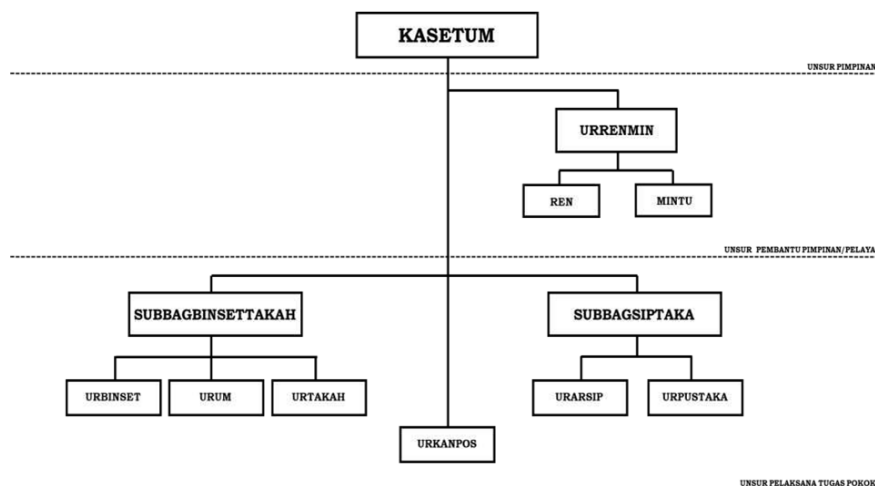 KASETUM
UNSUR PIMPINAN
URRENMIN
REN
MINTU
UNSUR PEMBANTU PIMPINAN/PELAYA
SUBBAGBINSETTAKAH
SUBBAGSIPTAKA
URBINSET
URUM
URTAKAH
URARSIP
URPUSTAKA
URKANPOS
UNSUR PELAKSANA TUGAS POKOK